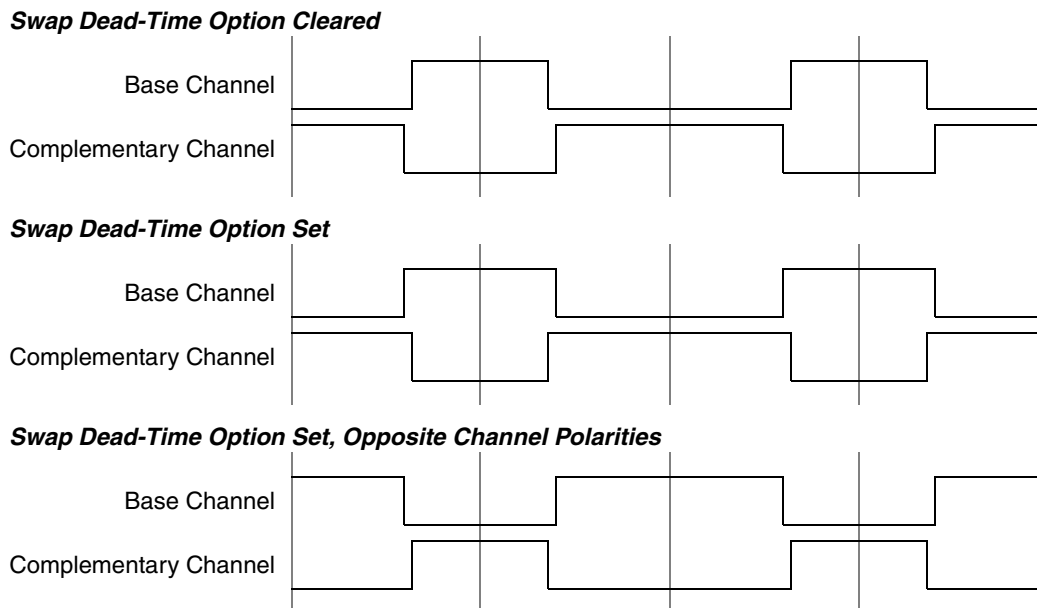 Swap Dead-Time Option Cleared
Base Channel
Complementary Channel
Swap Dead-Time Option Set
Base Channel
Complementary Channel
Swap Dead-Time Option Set, Opposite Channel Polarities
Base Channel
Complementary Channel